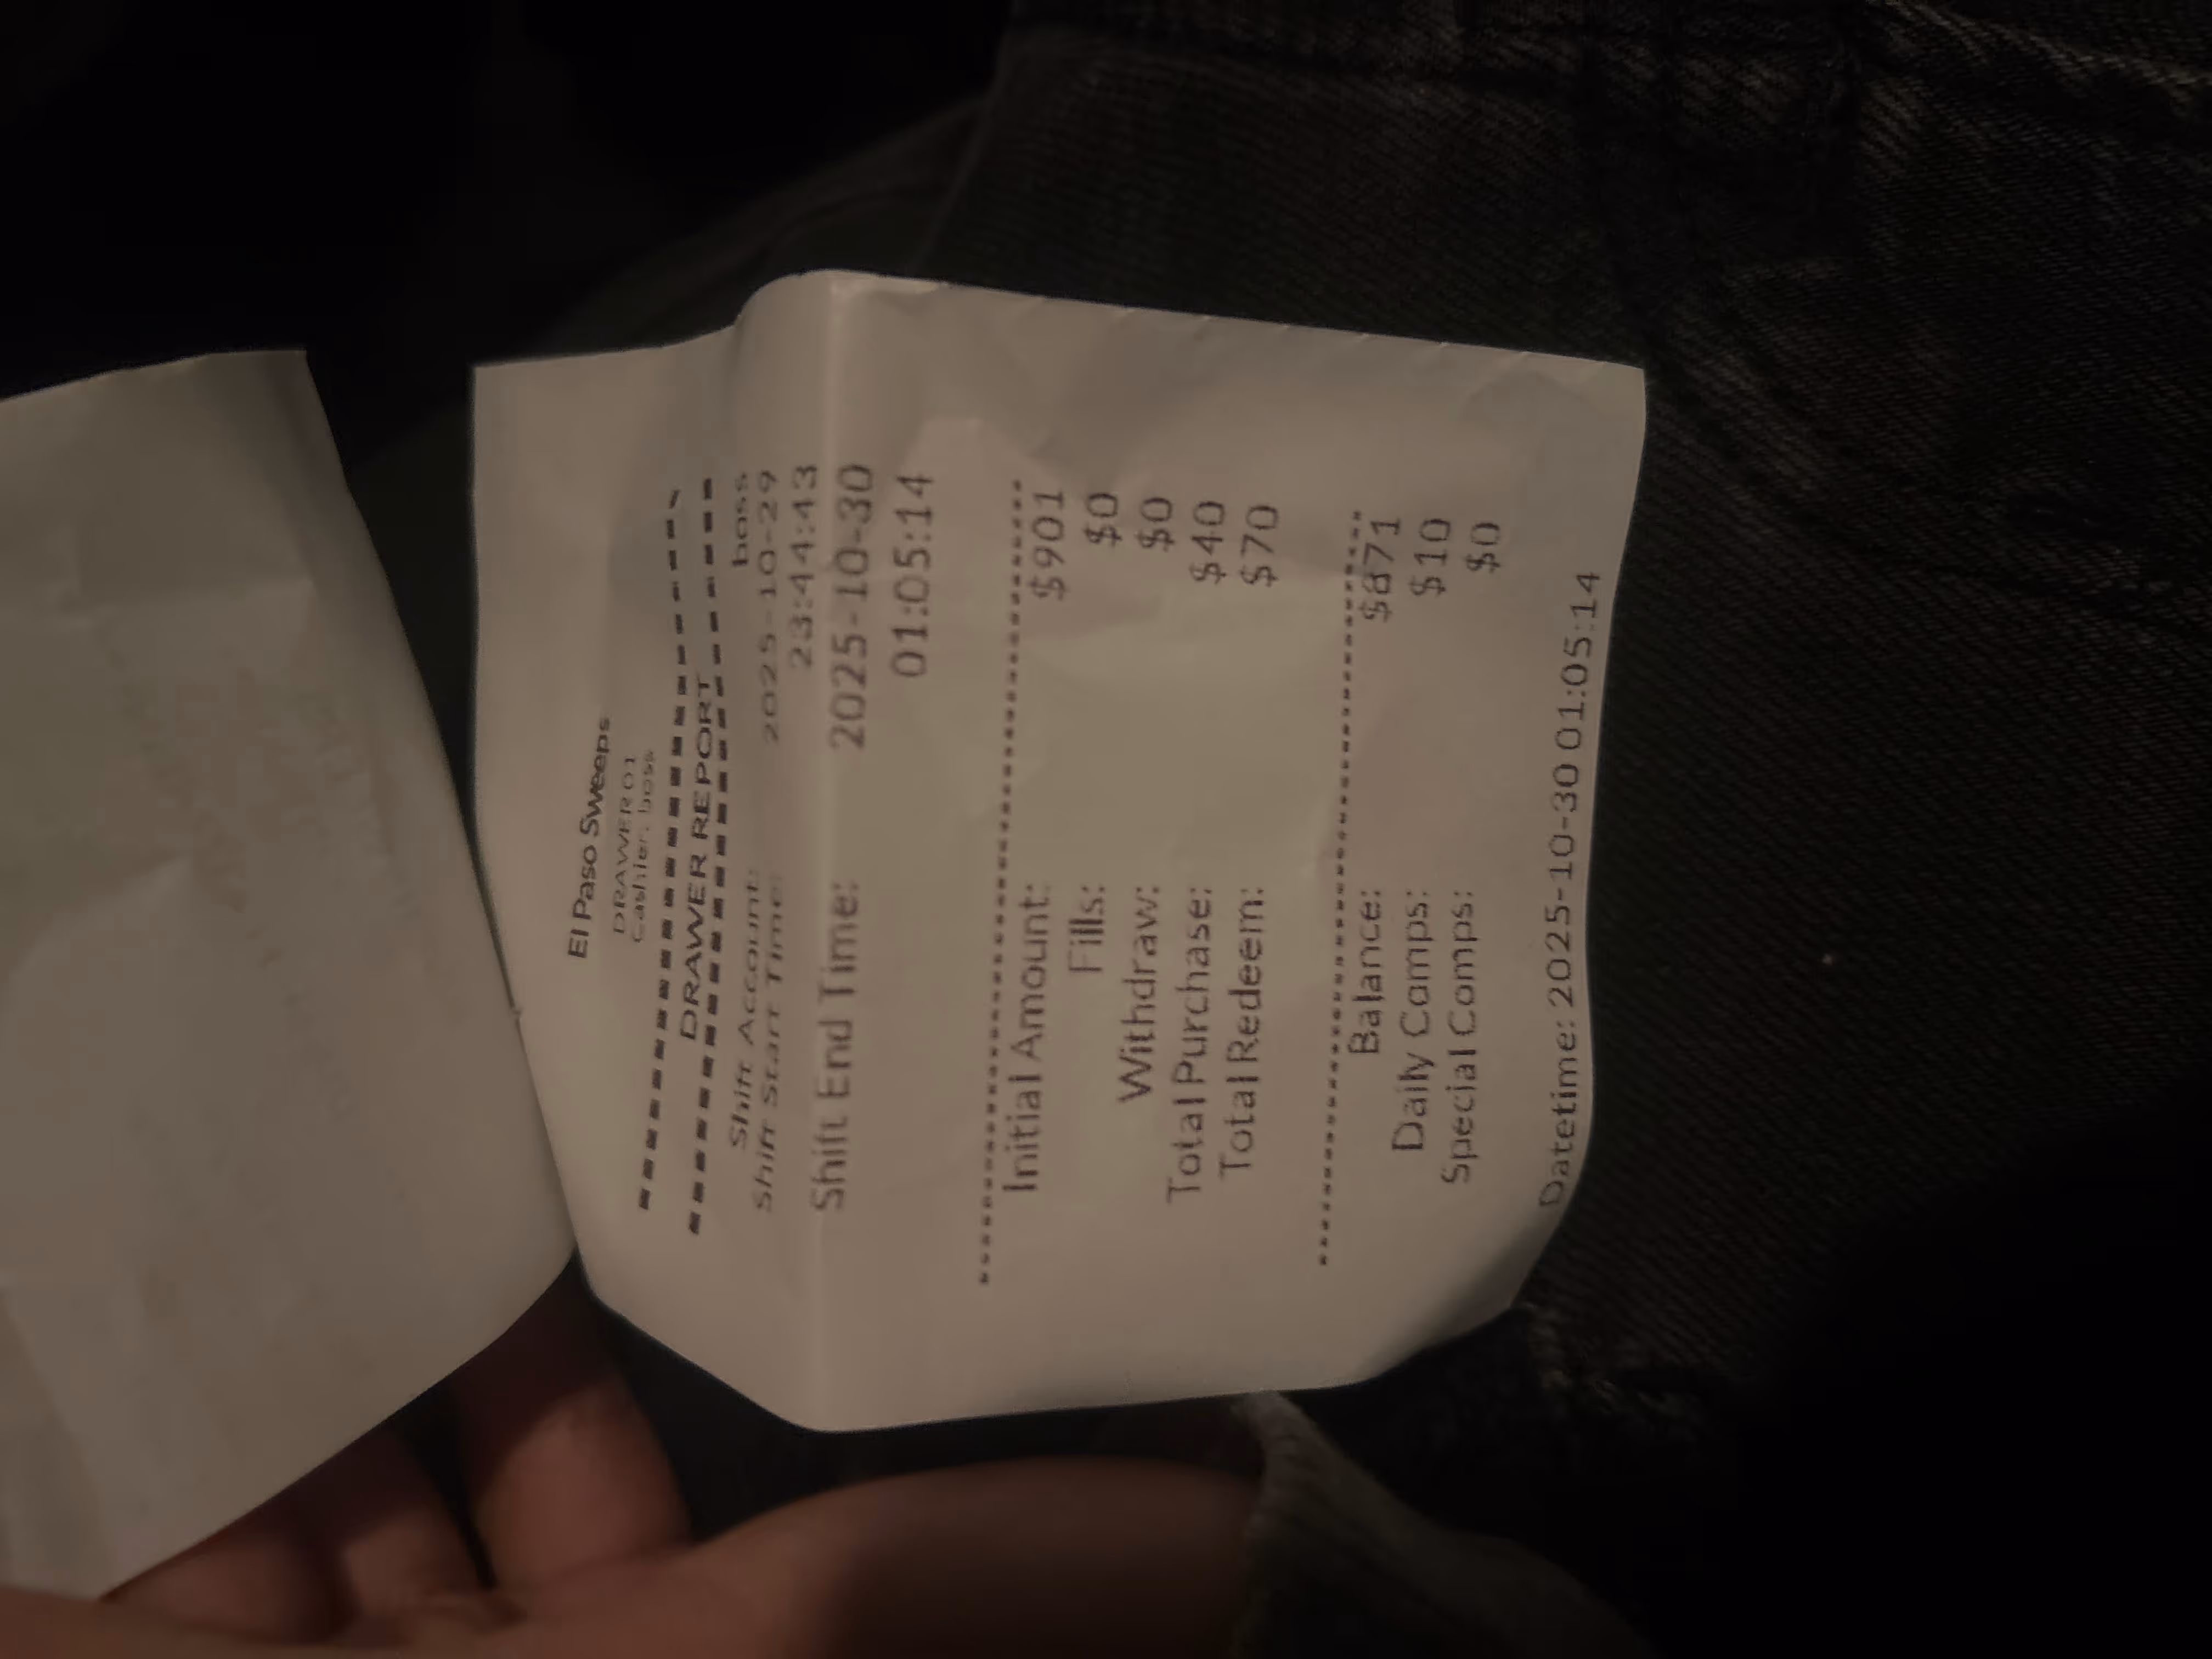 El Paso Sweeps
DRAWER 01
Cashier: boss
DRAWER REPORT
Shift Account: boss
Shift Start Time: 2025-10-29
23:44:43
Shift End Time: 2025-10-30
01:05:14
Initial Amount: $901
Fills: $0
Withdraw: $0
Total Purchase: $40
Total Redeem: $70
Balance: $871
Daily Comps: $10
Special Comps: $0
Datetime: 2025-10-30 01:05:14